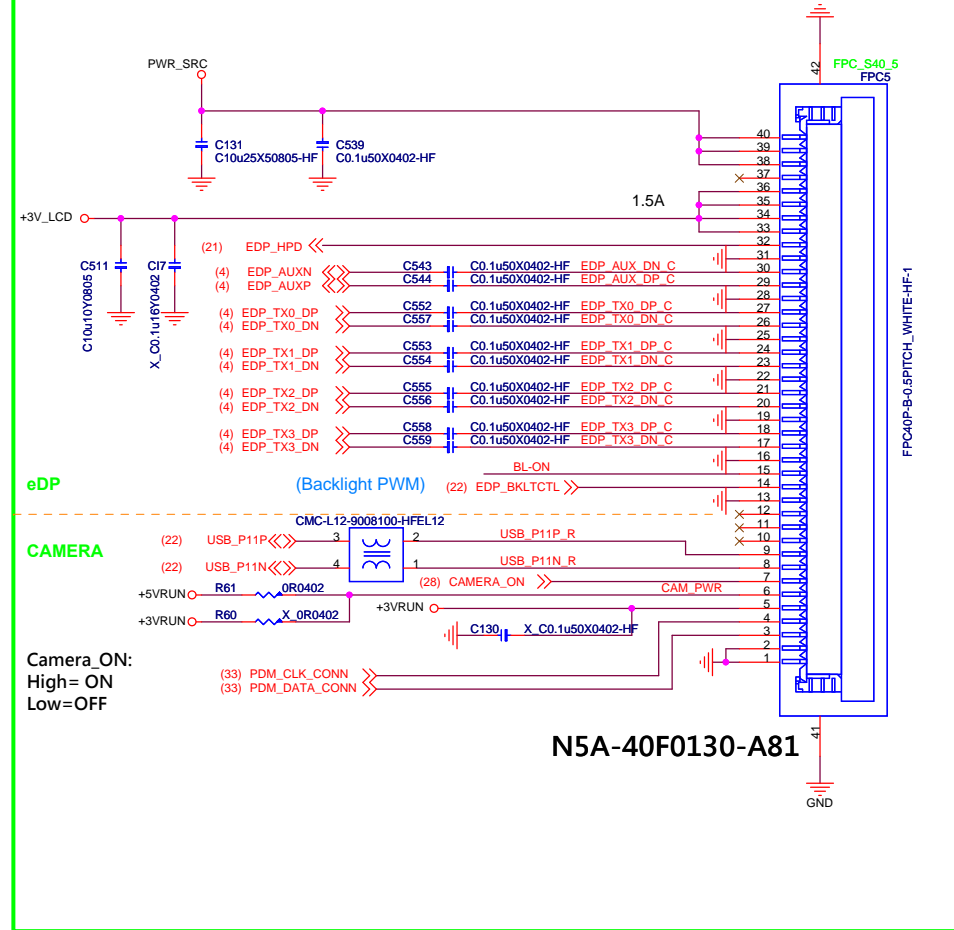 42
FPC_S40_5
FPC5
PWR_SRC
C131
C10u25X50805-HF
C539
C0.1u50X0402-HF
40
39
38
37
36
35
34
33
32
31
30
29
28
27
26
25
24
23
22
21
20
19
18
17
16
15
14
13
12
11
10
9
8
7
6
5
4
3
2
1
1.5A
+3V_LCD
C511
C10u10Y0805
CI7
X_C0.1u16Y0402
(21) EDP_HPD
(4) EDP_AUXN C543 C0.1u50X0402-HF EDP_AUX_DN_C
(4) EDP_AUXP C544 C0.1u50X0402-HF EDP_AUX_DP_C
(4) EDP_TX0_DP C552 C0.1u50X0402-HF EDP_TX0_DP_C
(4) EDP_TX0_DN C557 C0.1u50X0402-HF EDP_TX0_DN_C
(4) EDP_TX1_DP C553 C0.1u50X0402-HF EDP_TX1_DP_C
(4) EDP_TX1_DN C554 C0.1u50X0402-HF EDP_TX1_DN_C
(4) EDP_TX2_DP C555 C0.1u50X0402-HF EDP_TX2_DP_C
(4) EDP_TX2_DN C556 C0.1u50X0402-HF EDP_TX2_DN_C
(4) EDP_TX3_DP C558 C0.1u50X0402-HF EDP_TX3_DP_C
(4) EDP_TX3_DN C559 C0.1u50X0402-HF EDP_TX3_DN_C
FPC40P-B-0.5PITCH_WHITE-HF-1
BL-ON
eDP
(Backlight PWM)
(22) EDP_BKLTCTL
CMC-L12-9008100-HFEL12
CAMERA
(22) USB_P11P 3 2 USB_P11P_R
(22) USB_P11N 4 1 USB_P11N_R
(28) CAMERA_ON
CAM_PWR
+5VRUN R61 0R0402
+3VRUN
+3VRUN R60 X_0R0402
C130 X_C0.1u50X0402-HF
Camera_ON:
High= ON
Low=OFF
(33) PDM_CLK_CONN
(33) PDM_DATA_CONN
N5A-40F0130-A81
41
GND